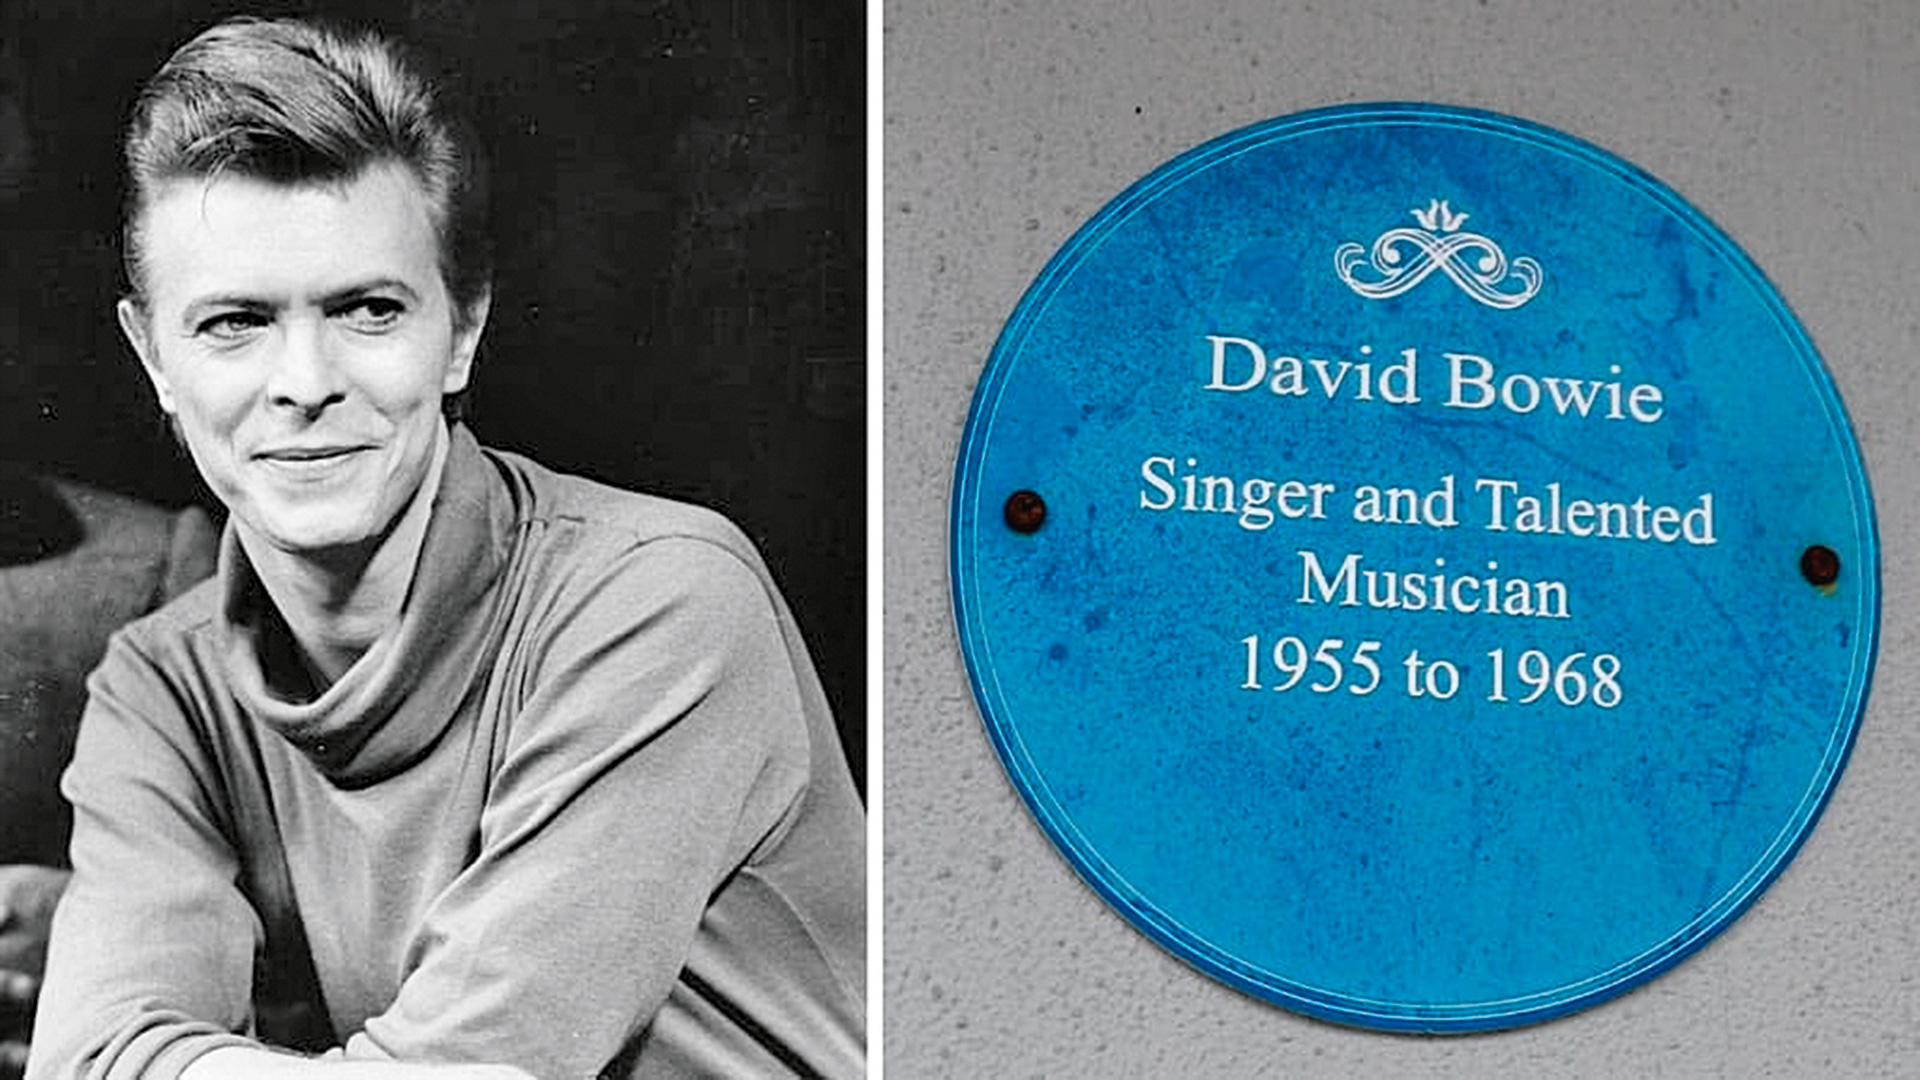 David Bowie
Singer and Talented
Musician
1955 to 1968